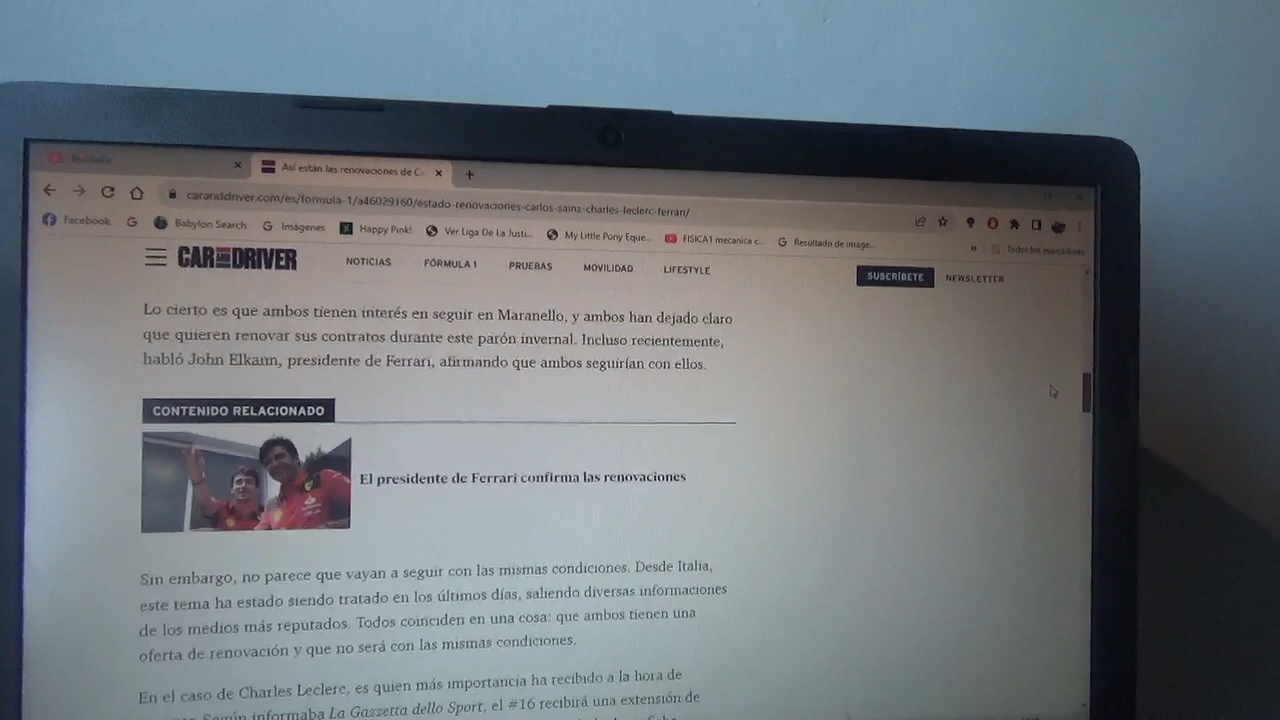 Así están las renovaciones de Ca
caranddriver.com/es/formula-1/a46029160/estado-renovaciones-carlos-sainz-charles-leclerc-ferrari/
Facebook
Babylon Search
Imágenes
Happy Pink!
Ver Liga De La Justi...
My Little Pony Eque...
FISICA1 mecanica c...
Resultado de image...
» Todos los marcadores
CAR AND DRIVER
NOTICIAS FÓRMULA 1 PRUEBAS MOVILIDAD LIFESTYLE
SUSCRÍBETE NEWSLETTER
Lo cierto es que ambos tienen interés en seguir en Maranello, y ambos han dejado claro
que quieren renovar sus contratos durante este parón invernal. Incluso recientemente,
habló John Elkann, presidente de Ferrari, afirmando que ambos seguirían con ellos.
CONTENIDO RELACIONADO
El presidente de Ferrari confirma las renovaciones
Sin embargo, no parece que vayan a seguir con las mismas condiciones. Desde Italia,
este tema ha estado siendo tratado en los últimos días, saliendo diversas informaciones
de los medios más reputados. Todos coinciden en una cosa: que ambos tienen una
oferta de renovación y que no será con las mismas condiciones.
En el caso de Charles Leclerc, es quien más importancia ha recibido a la hora de
Según informaba La Gazzetta dello Sport, el #16 recibirá una extensión de